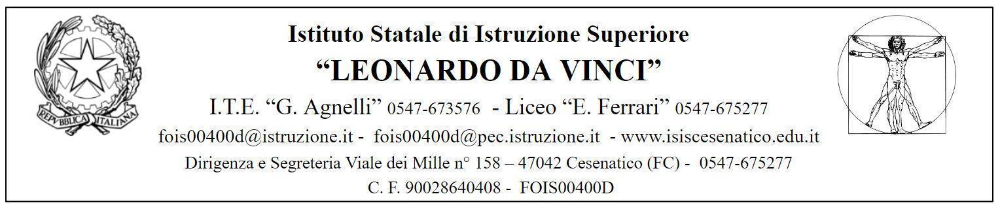 Istituto Statale di Istruzione Superiore
“LEONARDO DA VINCI”
I.T.E. “G. Agnelli” 0547-673576 - Liceo “E. Ferrari” 0547-675277
fois00400d@istruzione.it - fois00400d@pec.istruzione.it - www.isiscesenatico.edu.it
Dirigenza e Segreteria Viale dei Mille n° 158 – 47042 Cesenatico (FC) - 0547-675277
C. F. 90028640408 - FOIS00400D
REPVBBLICA ITALIANA